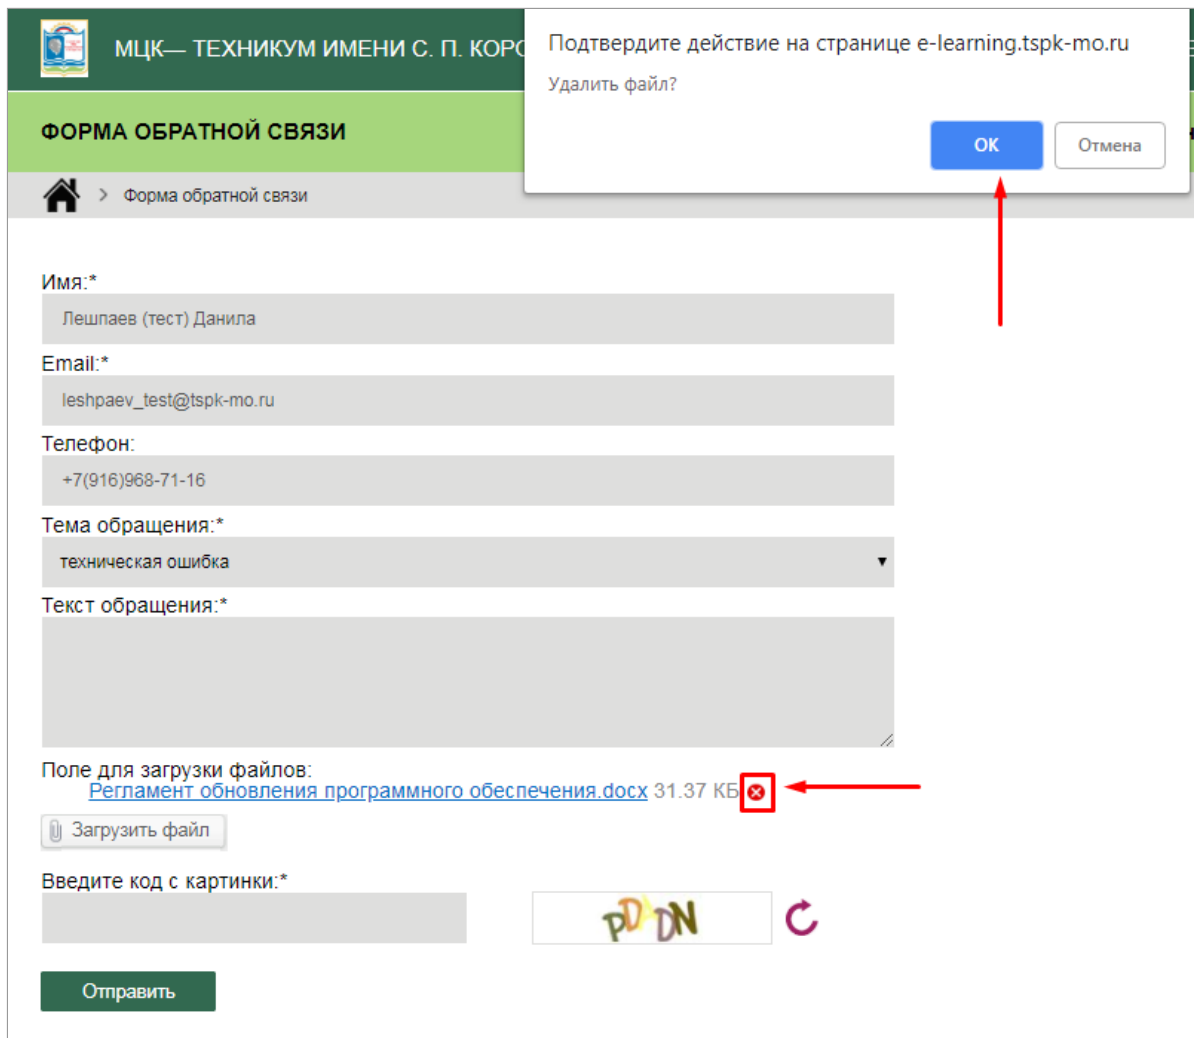 МЦК— ТЕХНИКУМ ИМЕНИ С. П. КОРО
Подтвердите действие на странице e-learning.tspk-mo.ru
Удалить файл?
OK
Отмена
ФОРМА ОБРАТНОЙ СВЯЗИ
> Форма обратной связи
Имя:*
Лешпаев (тест) Данила
Email:*
leshpaev_test@tspk-mo.ru
Телефон:
+7(916)968-71-16
Тема обращения:*
техническая ошибка
Текст обращения:*
Поле для загрузки файлов:
Регламент обновления программного обеспечения.docx 31.37 КБ
Загрузить файл
Введите код с картинки:*
Отправить